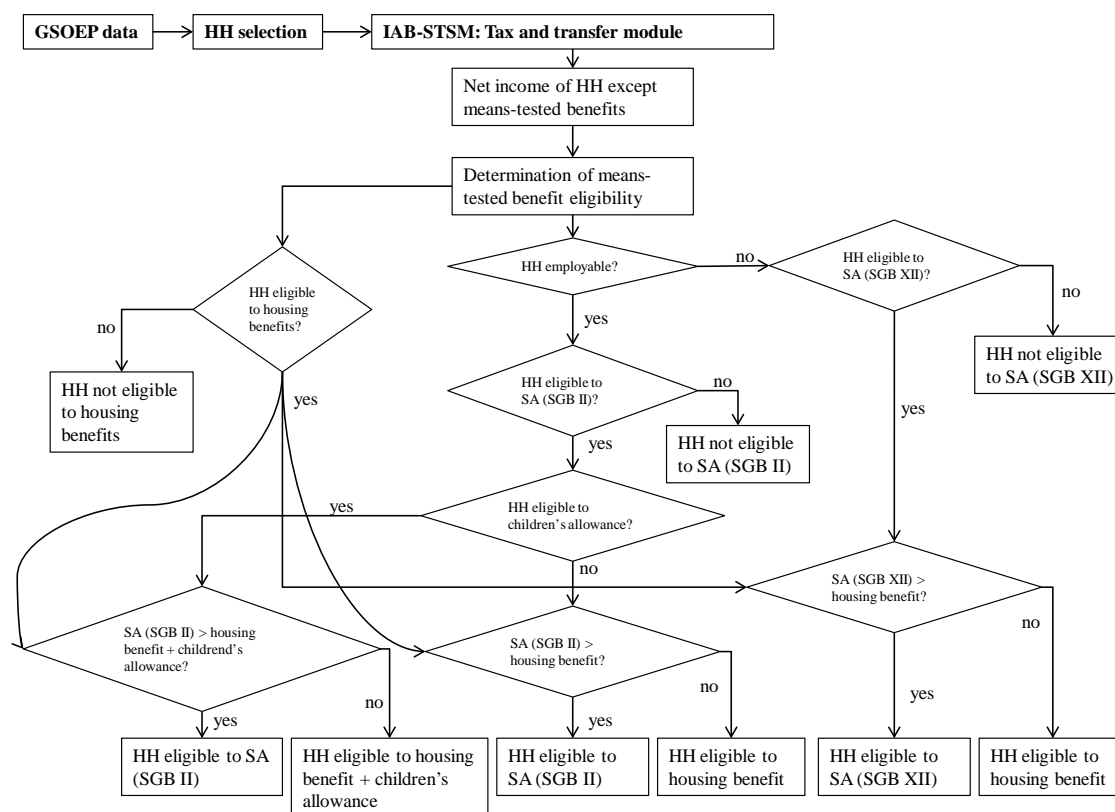 GSOEP data
HH selection
IAB-STSM: Tax and transfer module
Net income of HH except
means-tested benefits
Determination of means-
tested benefit eligibility
HH employable?
no
HH eligible to
SA (SGB XII)?
HH eligible
to housing
benefits?
no
no
yes
HH not eligible
to SA (SGB XII)
HH not eligible
to housing
benefits
yes
HH eligible to
SA (SGB II)?
no
yes
HH not eligible
to SA (SGB II)
yes
yes
HH eligible to
children's allowance?
no
SA (SGB XII) >
housing benefit?
SA (SGB II) > housing
benefit + childrend's
allowance?
SA (SGB II) >
housing benefit?
no
no
no
yes
yes
yes
HH eligible to SA
(SGB II)
HH eligible to housing
benefit + children's
allowance
HH eligible to
SA (SGB II)
HH eligible to
housing benefit
HH eligible to
SA (SGB XII)
HH eligible to
housing benefit